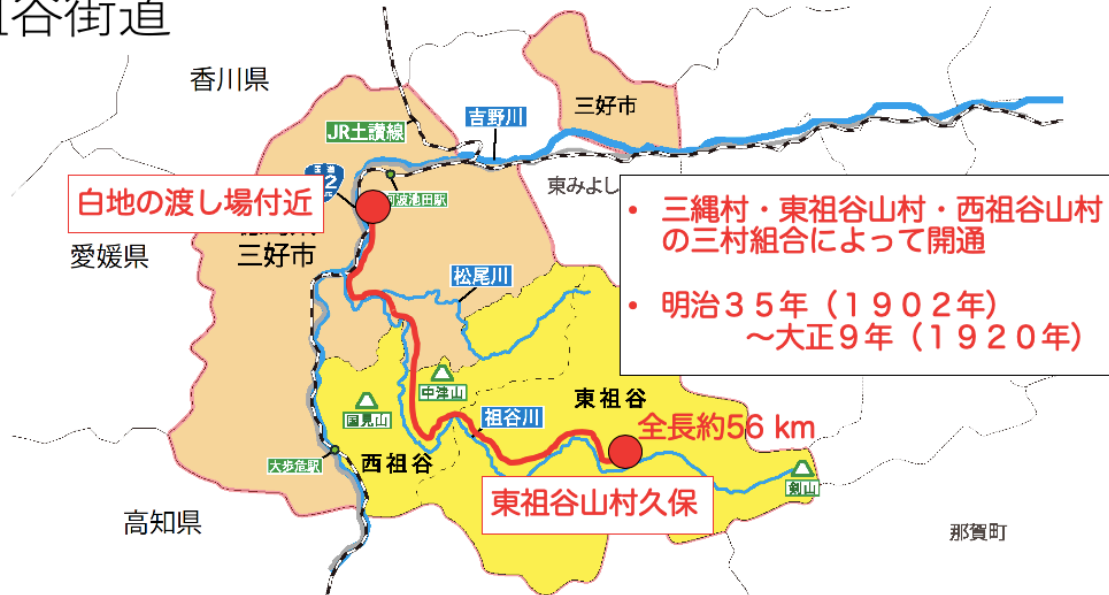 谷街道
香川県
三好市
吉野川
JR土讃線
東みよし
白地の渡し場付近
波池田駅
三好市
愛媛県
• 三縄村・東祖谷山村・西祖谷山村
の三村組合によって開通
• 明治３５年（１９０２年）
～大正９年（１９２０年）
松尾川
中津山
国見山
東祖谷
祖谷川
全長約56 km
大歩危駅
西祖谷
剣山
東祖谷山村久保
高知県
那賀町